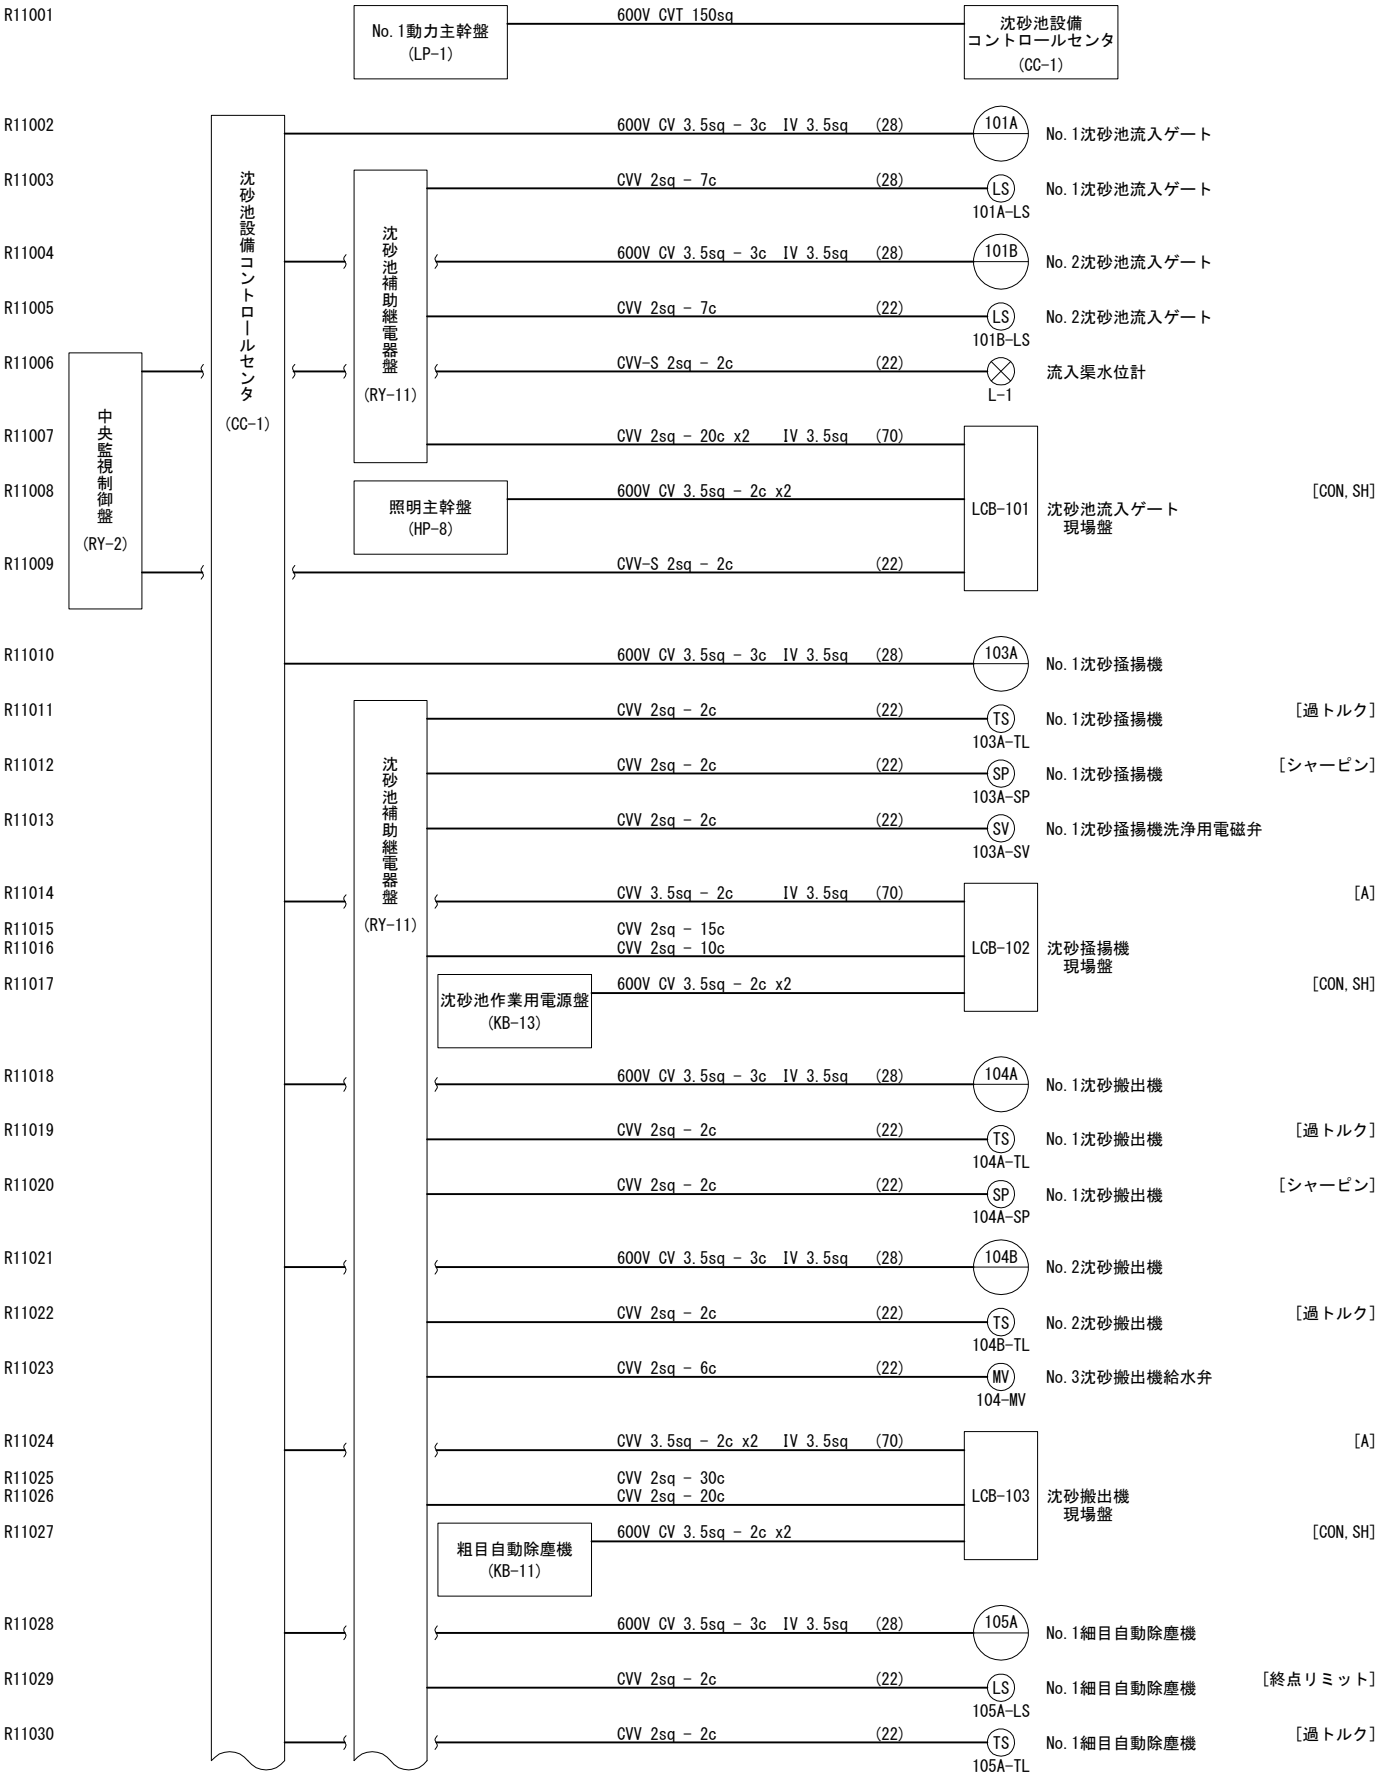 R11001
No.1動力主幹盤
(LP-1)
600V CVT 150sq
沈砂池設備
コントロールセンタ
(CC-1)
R11002
600V CV 3.5sq - 3c IV 3.5sq (28)
101A
No.1沈砂池流入ゲート
沈砂池設備コントロールセンタ
(CC-1)
R11003
CVV 2sq - 7c (28)
LS
No.1沈砂池流入ゲート
101A-LS
沈砂池補助継電器盤
(RY-11)
R11004
600V CV 3.5sq - 3c IV 3.5sq (28)
101B
No.2沈砂池流入ゲート
R11005
CVV 2sq - 7c (22)
LS
No.2沈砂池流入ゲート
101B-LS
R11006
CVV-S 2sq - 2c (22)
流入渠水位計
L-1
中央監視制御盤
(RY-2)
R11007
CVV 2sq - 20c x2 IV 3.5sq (70)
R11008
照明主幹盤
(HP-8)
600V CV 3.5sq - 2c x2
[CON,SH]
LCB-101
沈砂池流入ゲート
現場盤
R11009
CVV-S 2sq - 2c (22)
R11010
600V CV 3.5sq - 3c IV 3.5sq (28)
103A
No.1沈砂掻揚機
R11011
CVV 2sq - 2c (22)
TS
No.1沈砂掻揚機
[過トルク]
103A-TL
沈砂池補助継電器盤
(RY-11)
R11012
CVV 2sq - 2c (22)
SP
No.1沈砂掻揚機
[シャーピン]
103A-SP
R11013
CVV 2sq - 2c (22)
SV
No.1沈砂掻揚機洗浄用電磁弁
103A-SV
R11014
CVV 3.5sq - 2c IV 3.5sq (70)
[A]
R11015
CVV 2sq - 15c
R11016
CVV 2sq - 10c
LCB-102
沈砂掻揚機
現場盤
R11017
沈砂池作業用電源盤
(KB-13)
600V CV 3.5sq - 2c x2
[CON,SH]
R11018
600V CV 3.5sq - 3c IV 3.5sq (28)
104A
No.1沈砂搬出機
R11019
CVV 2sq - 2c (22)
TS
No.1沈砂搬出機
[過トルク]
104A-TL
R11020
CVV 2sq - 2c (22)
SP
No.1沈砂搬出機
[シャーピン]
104A-SP
R11021
600V CV 3.5sq - 3c IV 3.5sq (28)
104B
No.2沈砂搬出機
R11022
CVV 2sq - 2c (22)
TS
No.2沈砂搬出機
[過トルク]
104B-TL
R11023
CVV 2sq - 6c (22)
MV
No.3沈砂搬出機給水弁
104-MV
R11024
CVV 3.5sq - 2c x2 IV 3.5sq (70)
[A]
R11025
CVV 2sq - 30c
R11026
CVV 2sq - 20c
LCB-103
沈砂搬出機
現場盤
R11027
粗目自動除塵機
(KB-11)
600V CV 3.5sq - 2c x2
[CON,SH]
R11028
600V CV 3.5sq - 3c IV 3.5sq (28)
105A
No.1細目自動除塵機
R11029
CVV 2sq - 2c (22)
LS
No.1細目自動除塵機
[終点リミット]
105A-LS
R11030
CVV 2sq - 2c (22)
TS
No.1細目自動除塵機
[過トルク]
105A-TL